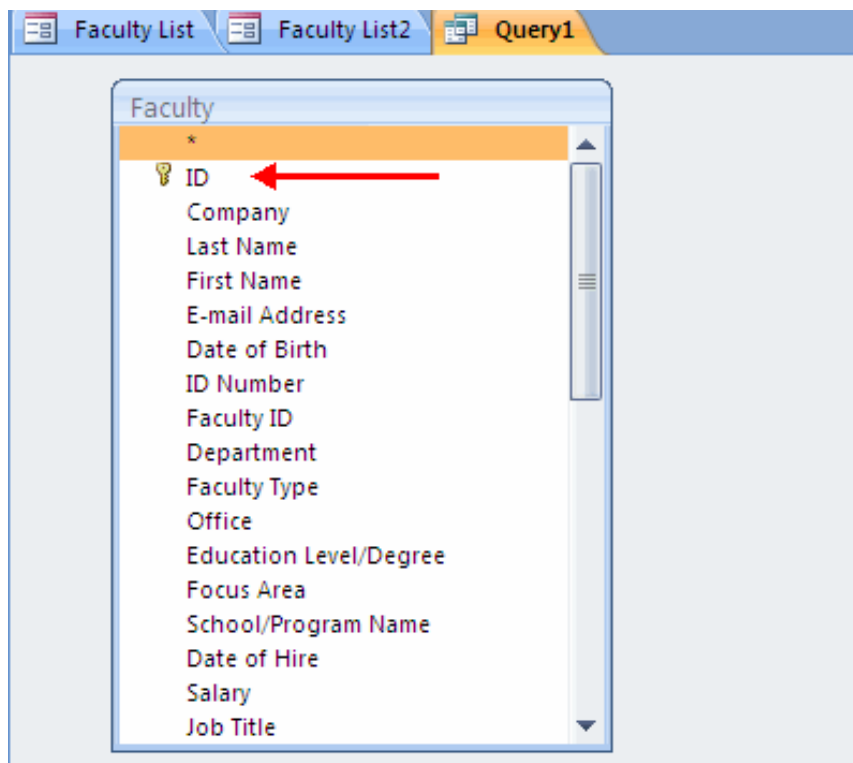 Faculty List Faculty List2 Query1
Faculty
*
ID
Company
Last Name
First Name
E-mail Address
Date of Birth
ID Number
Faculty ID
Department
Faculty Type
Office
Education Level/Degree
Focus Area
School/Program Name
Date of Hire
Salary
Job Title